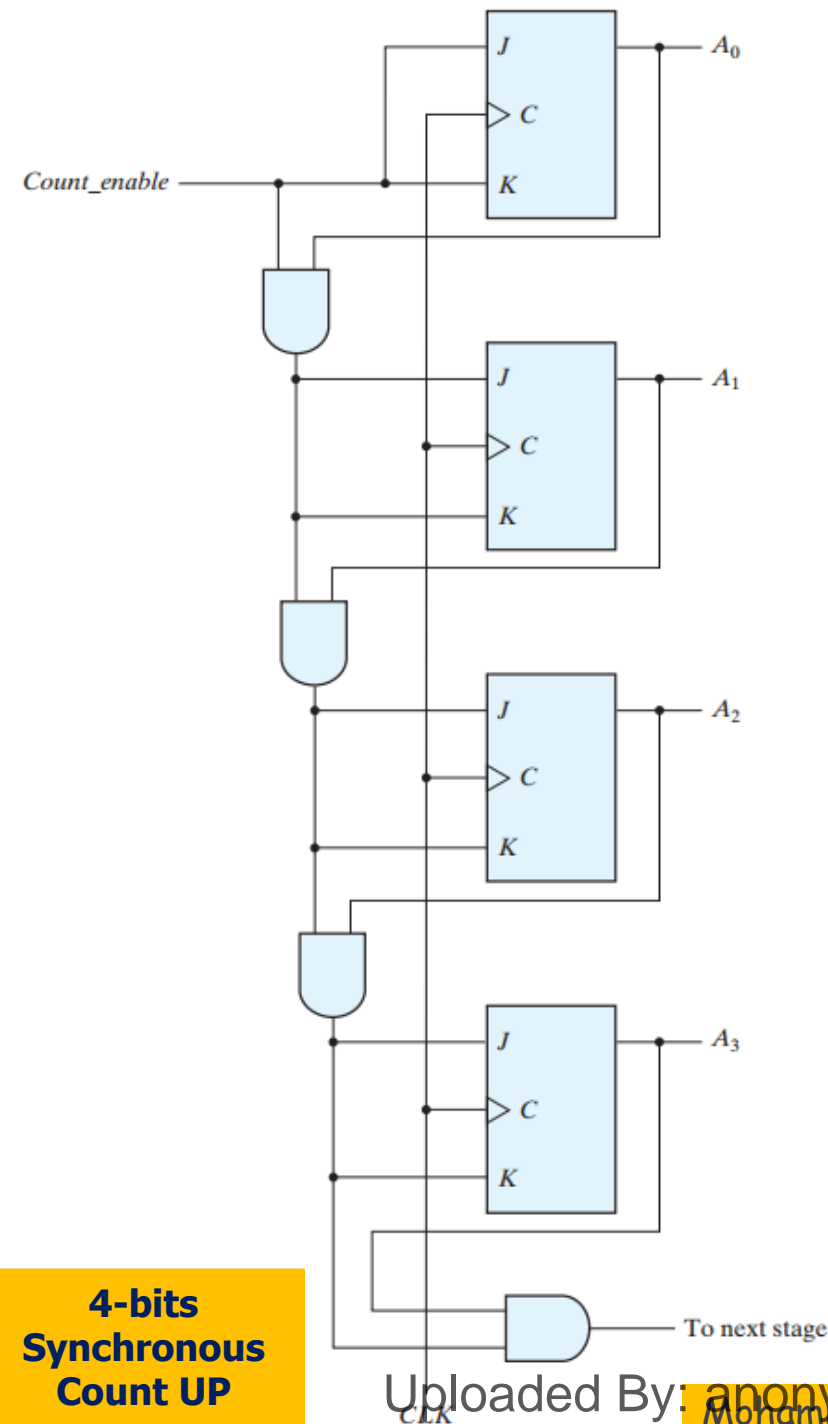 J
A₀
C
Count_enable
K
J
A₁
C
K
J
A₂
C
K
J
A₃
C
K
To next stage
4-bits
Synchronous
Count UP
Uploaded By:
CLK